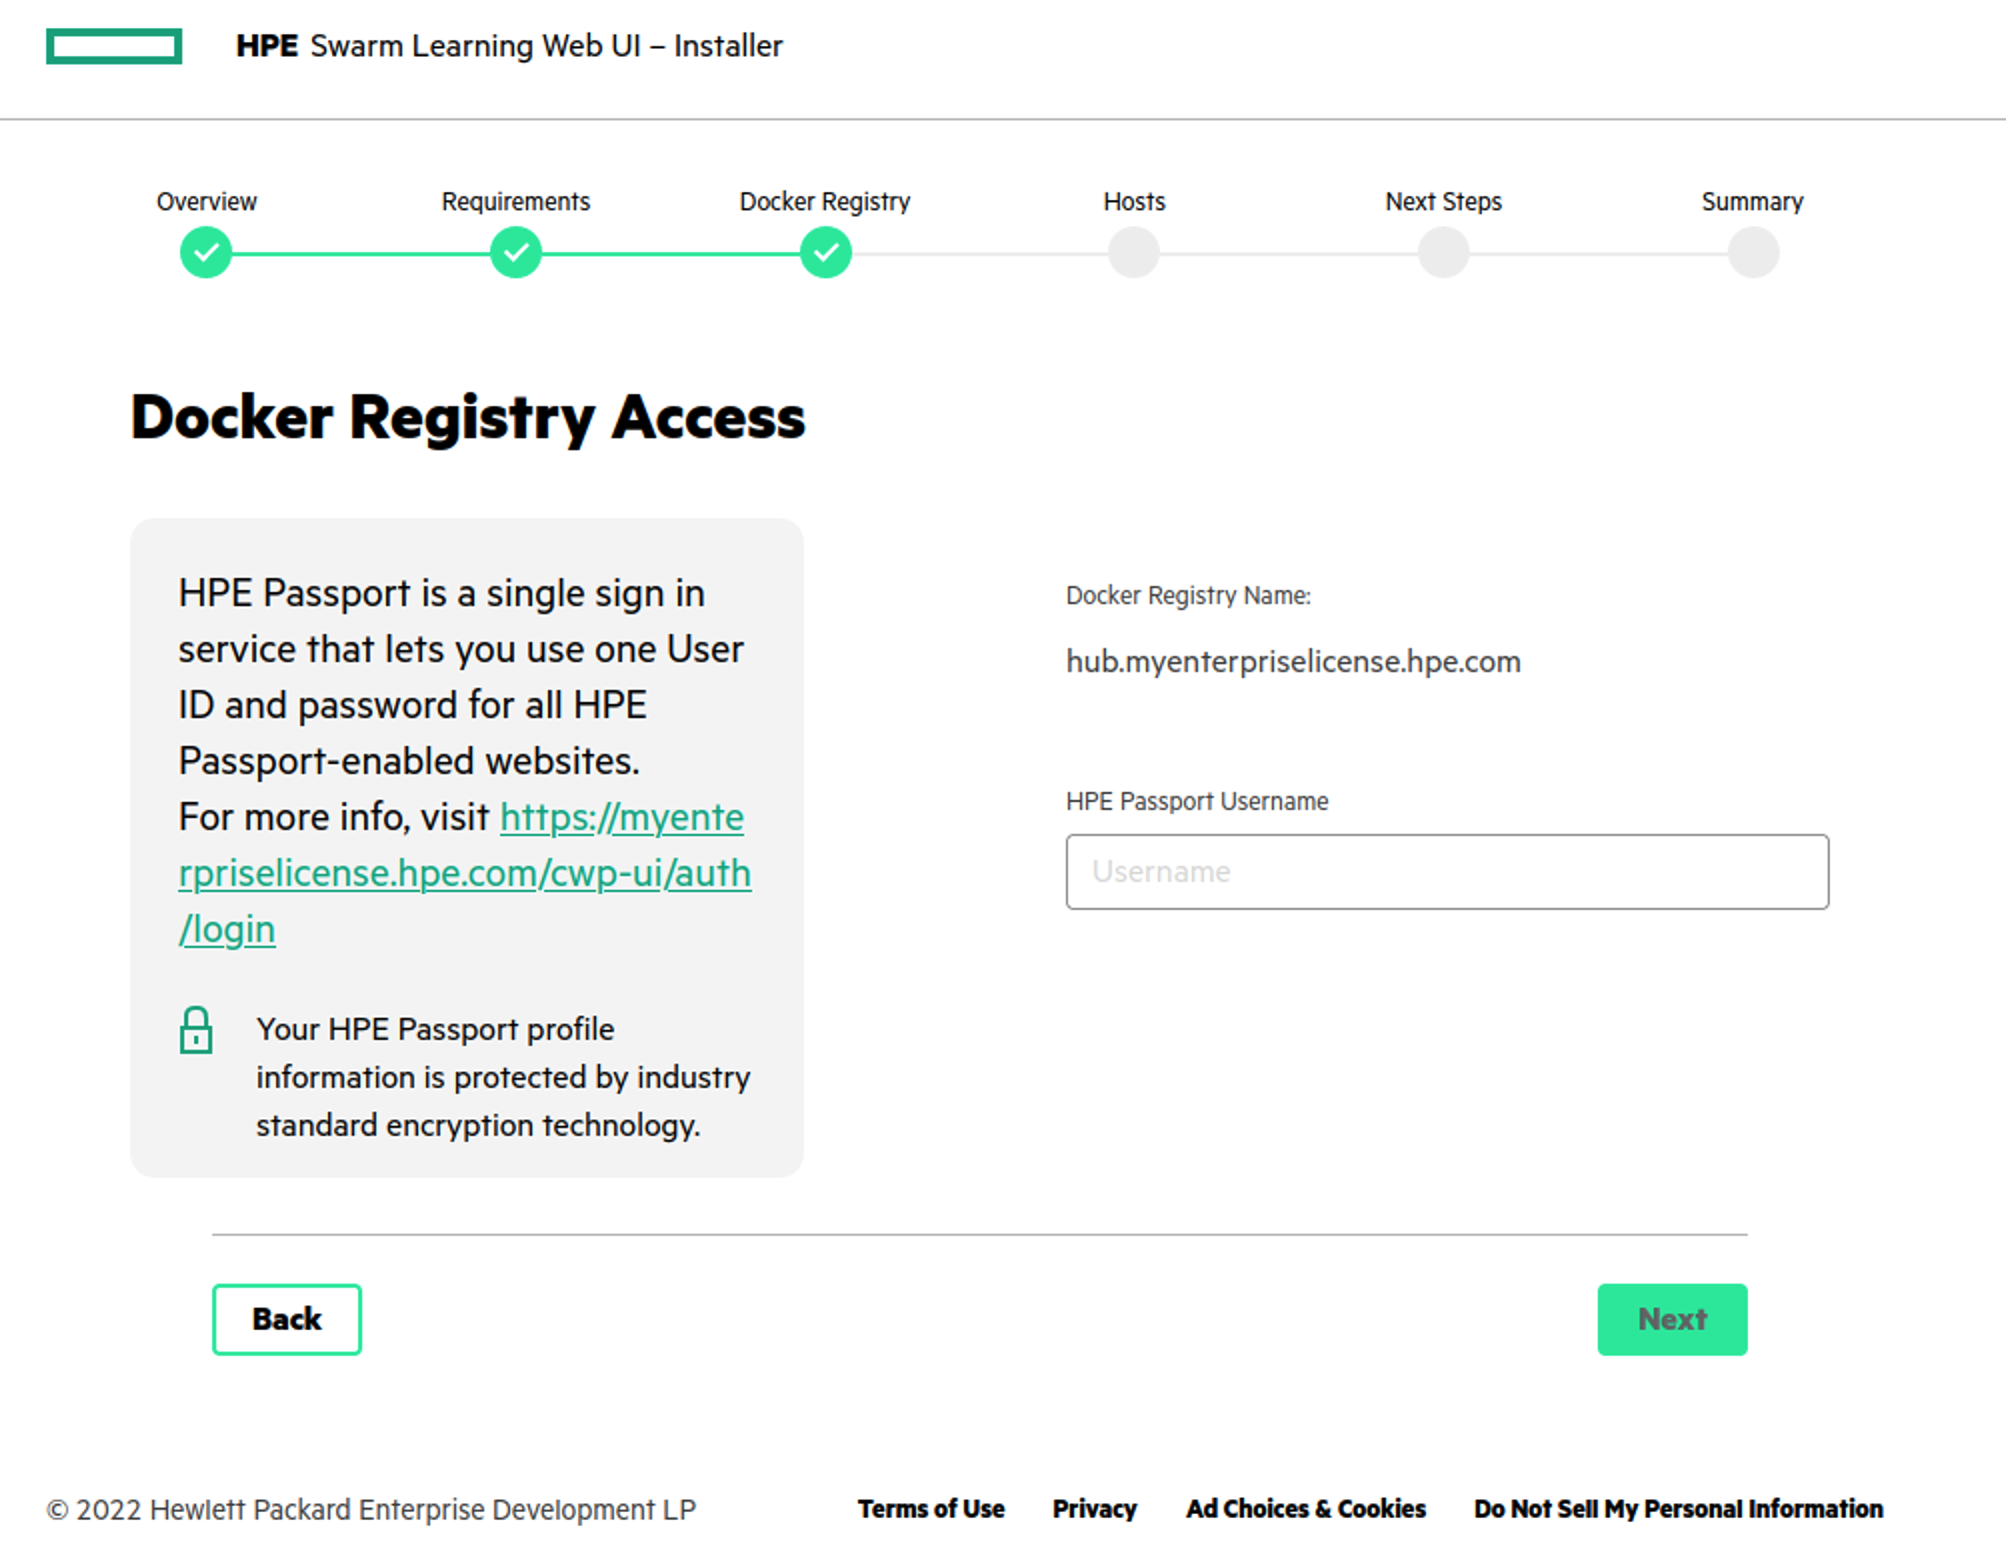 HPE Swarm Learning Web UI – Installer
Overview
Requirements
Docker Registry
Hosts
Next Steps
Summary
Docker Registry Access
HPE Passport is a single sign in
service that lets you use one User
ID and password for all HPE
Passport-enabled websites.
For more info, visit https://myente
rpriselicense.hpe.com/cwp-ui/auth
/login
Your HPE Passport profile
information is protected by industry
standard encryption technology.
Docker Registry Name:
hub.myenterpriselicense.hpe.com
HPE Passport Username
Username
Back
Next
© 2022 Hewlett Packard Enterprise Development LP
Terms of Use
Privacy
Ad Choices & Cookies
Do Not Sell My Personal Information